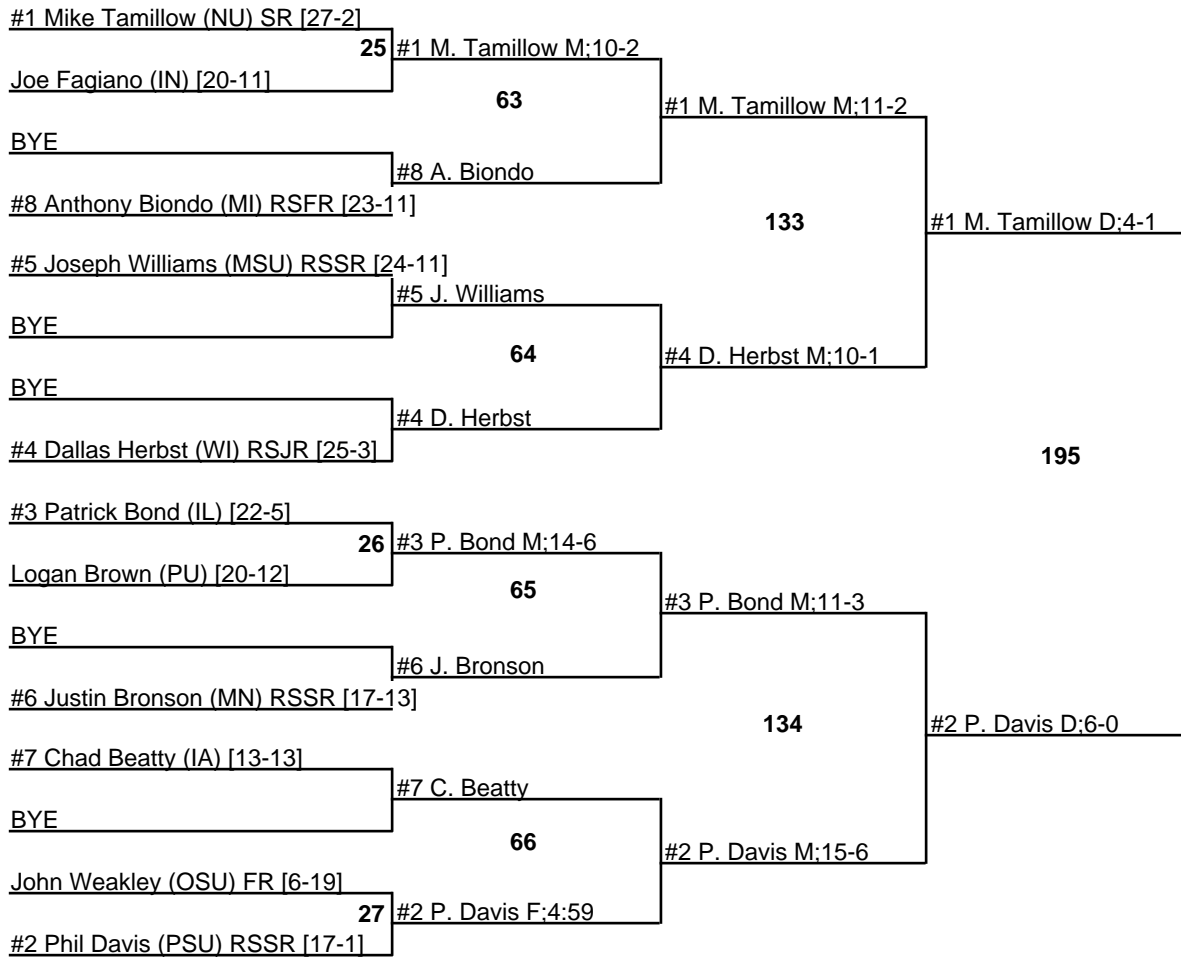 #1 Mike Tamillow (NU) SR [27-2]
25 #1 M. Tamillow M;10-2
Joe Fagiano (IN) [20-11]
63
#1 M. Tamillow M;11-2
BYE
#8 A. Biondo
#8 Anthony Biondo (MI) RSFR [23-11]
133
#1 M. Tamillow D;4-1
#5 Joseph Williams (MSU) RSSR [24-11]
#5 J. Williams
BYE
64
#4 D. Herbst M;10-1
BYE
#4 D. Herbst
#4 Dallas Herbst (WI) RSJR [25-3]
195
#3 Patrick Bond (IL) [22-5]
26 #3 P. Bond M;14-6
Logan Brown (PU) [20-12]
65
#3 P. Bond M;11-3
BYE
#6 J. Bronson
#6 Justin Bronson (MN) RSSR [17-13]
134
#2 P. Davis D;6-0
#7 Chad Beatty (IA) [13-13]
#7 C. Beatty
BYE
66
#2 P. Davis M;15-6
John Weakley (OSU) FR [6-19]
27 #2 P. Davis F;4:59
#2 Phil Davis (PSU) RSSR [17-1]